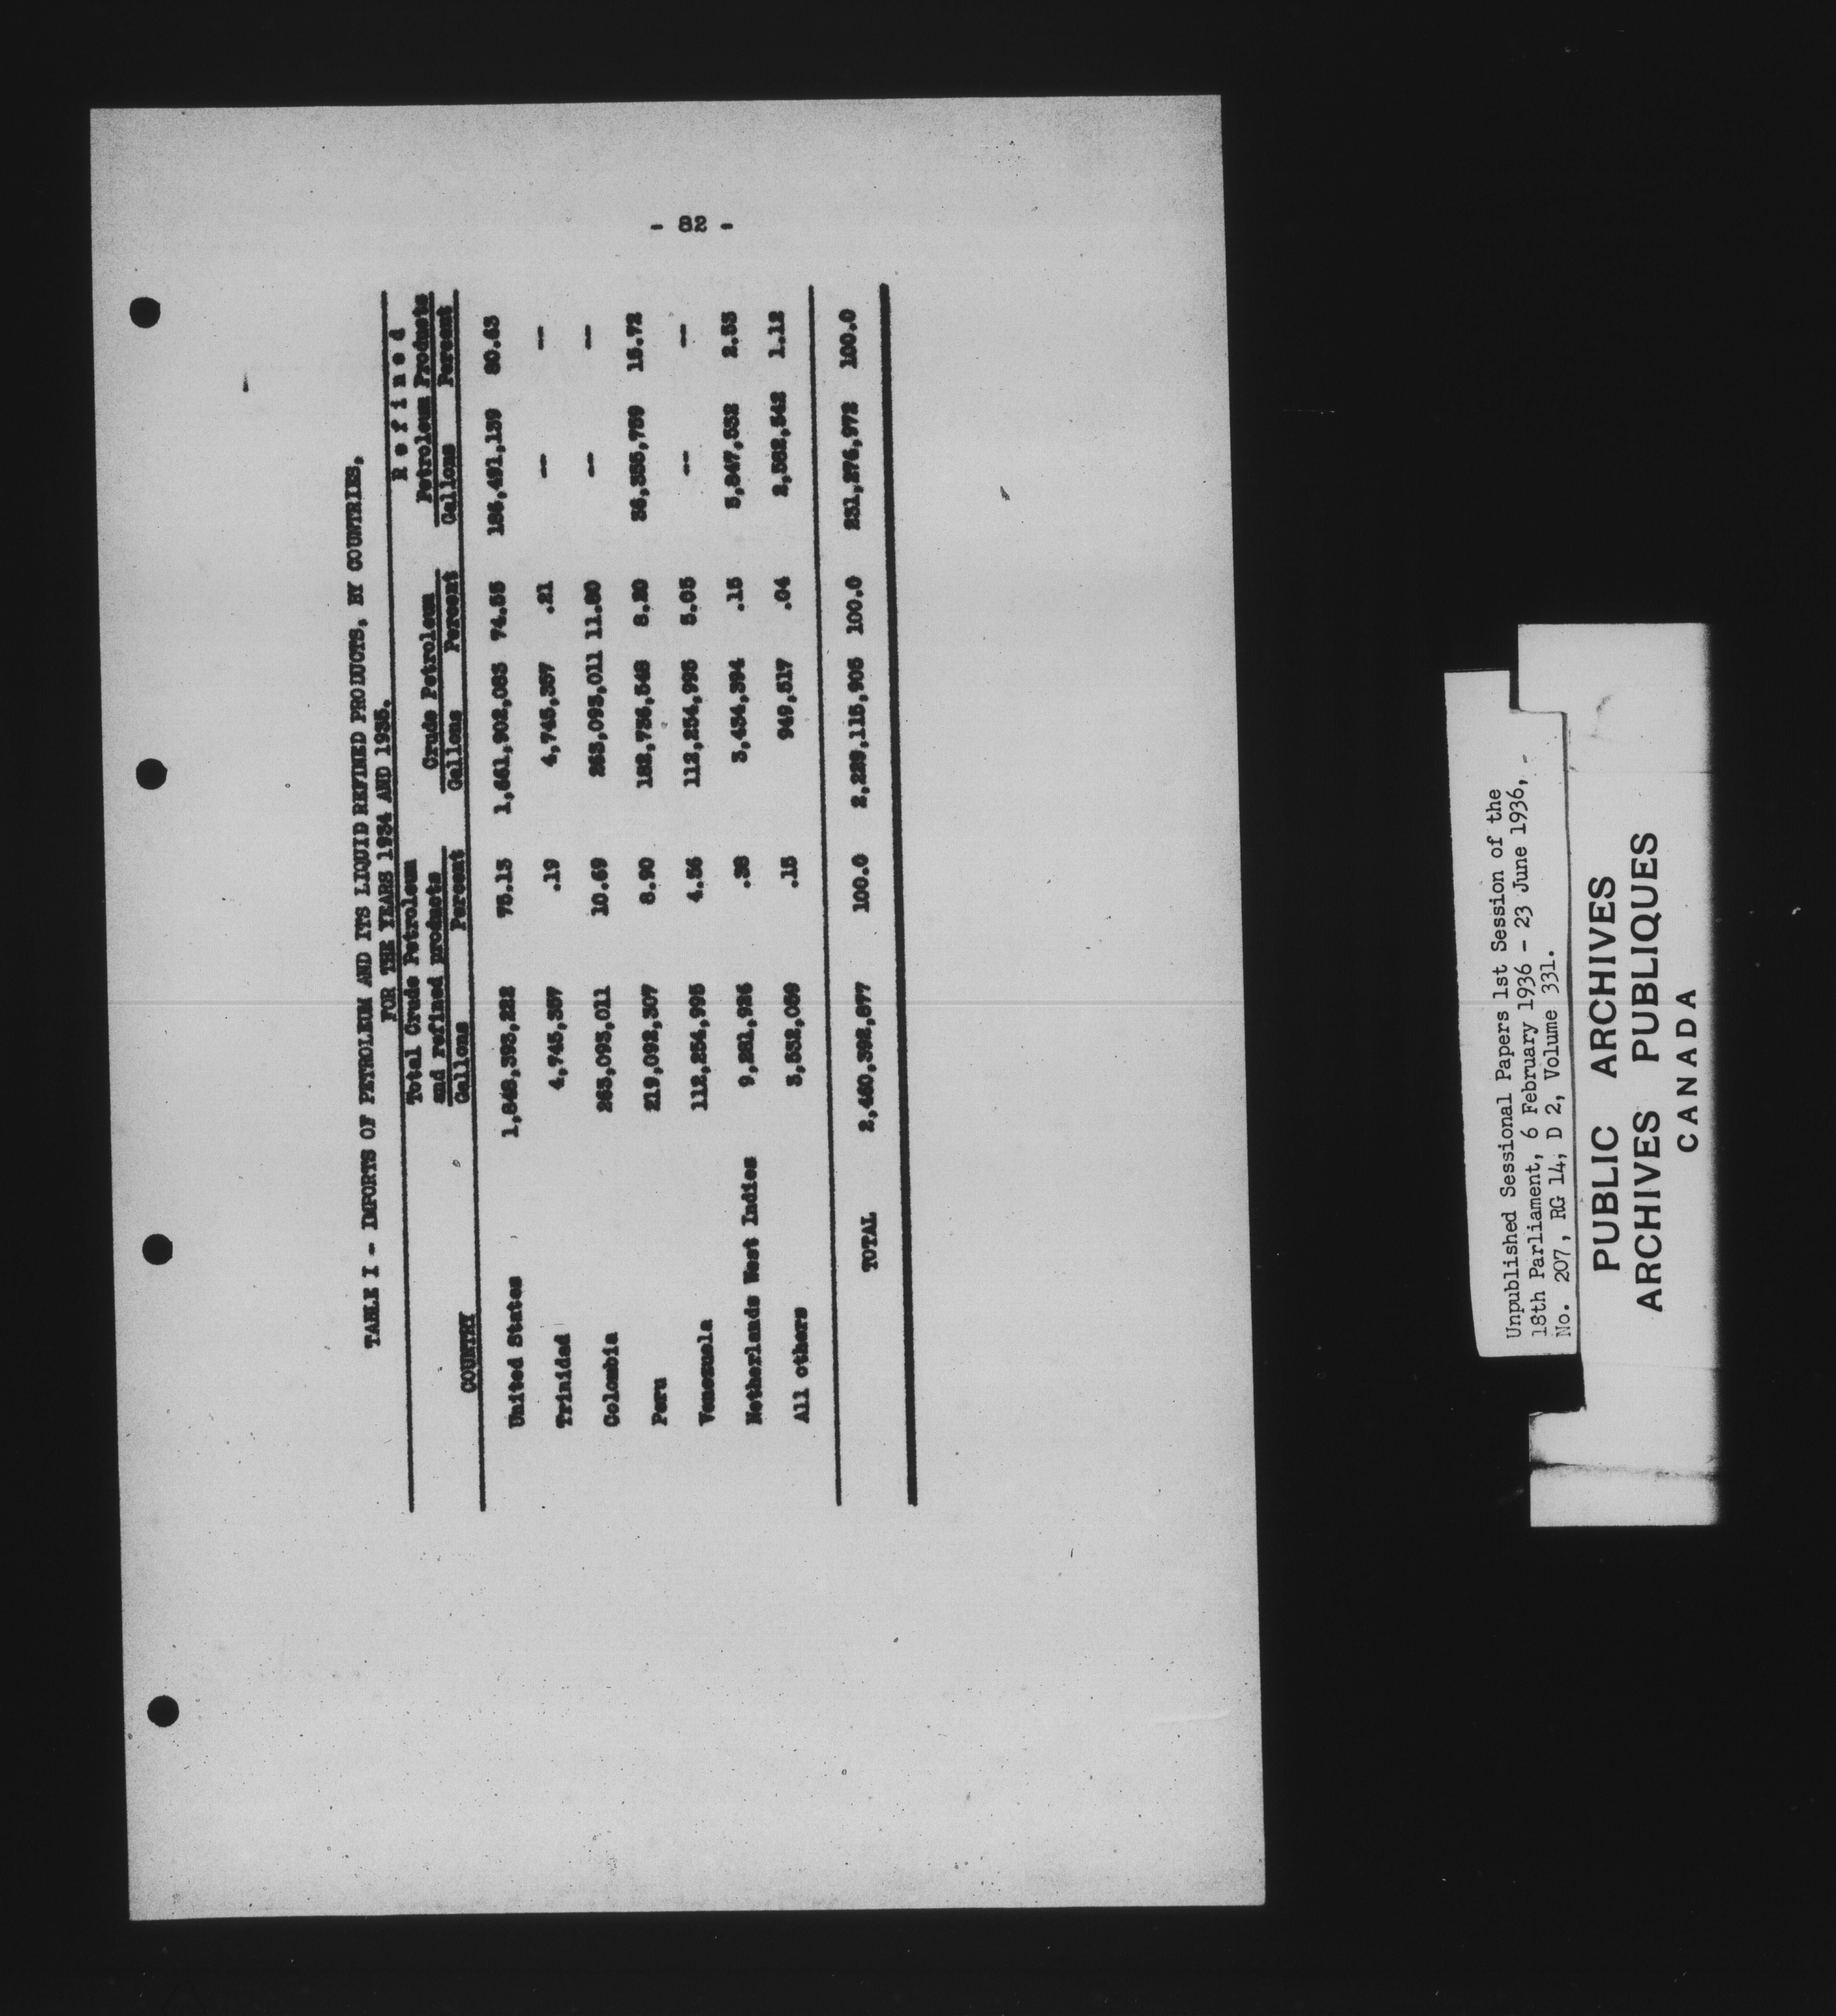 - 82 -
TABLE I - IMPORTS OF PETROLEUM AND ITS LIQUID REFINED PRODUCTS, BY COUNTRIES,
FOR THE YEARS 1934 AND 1935.
Total Crude Petroleum and refined products Crude Petroleum Refined Petroleum Products
COUNTRY Gallons Percent Gallons Percent Gallons Percent
United States 1,848,393,222 75.13 1,661,902,083 74.55 186,491,139 80.63
Trinidad 4,745,357 .19 4,745,357 .21 -- --
Colombia 263,093,011 10.69 263,093,011 11.80 -- --
Peru 219,092,307 8.90 182,736,548 8.20 36,355,759 15.72
Venezuela 112,254,995 4.56 112,254,995 5.05 -- --
Netherlands West Indies 9,281,926 .38 3,434,394 .15 5,847,532 2.53
All others 3,532,059 .15 949,517 .04 2,582,542 1.12
TOTAL 2,460,392,877 100.0 2,229,115,905 100.0 231,276,972 100.0
Unpublished Sessional Papers 1st Session of the
18th Parliament, 6 February 1936 - 23 June 1936, -
No. 207, RG 14, D 2, Volume 331.
PUBLIC ARCHIVES
ARCHIVES PUBLIQUES
CANADA